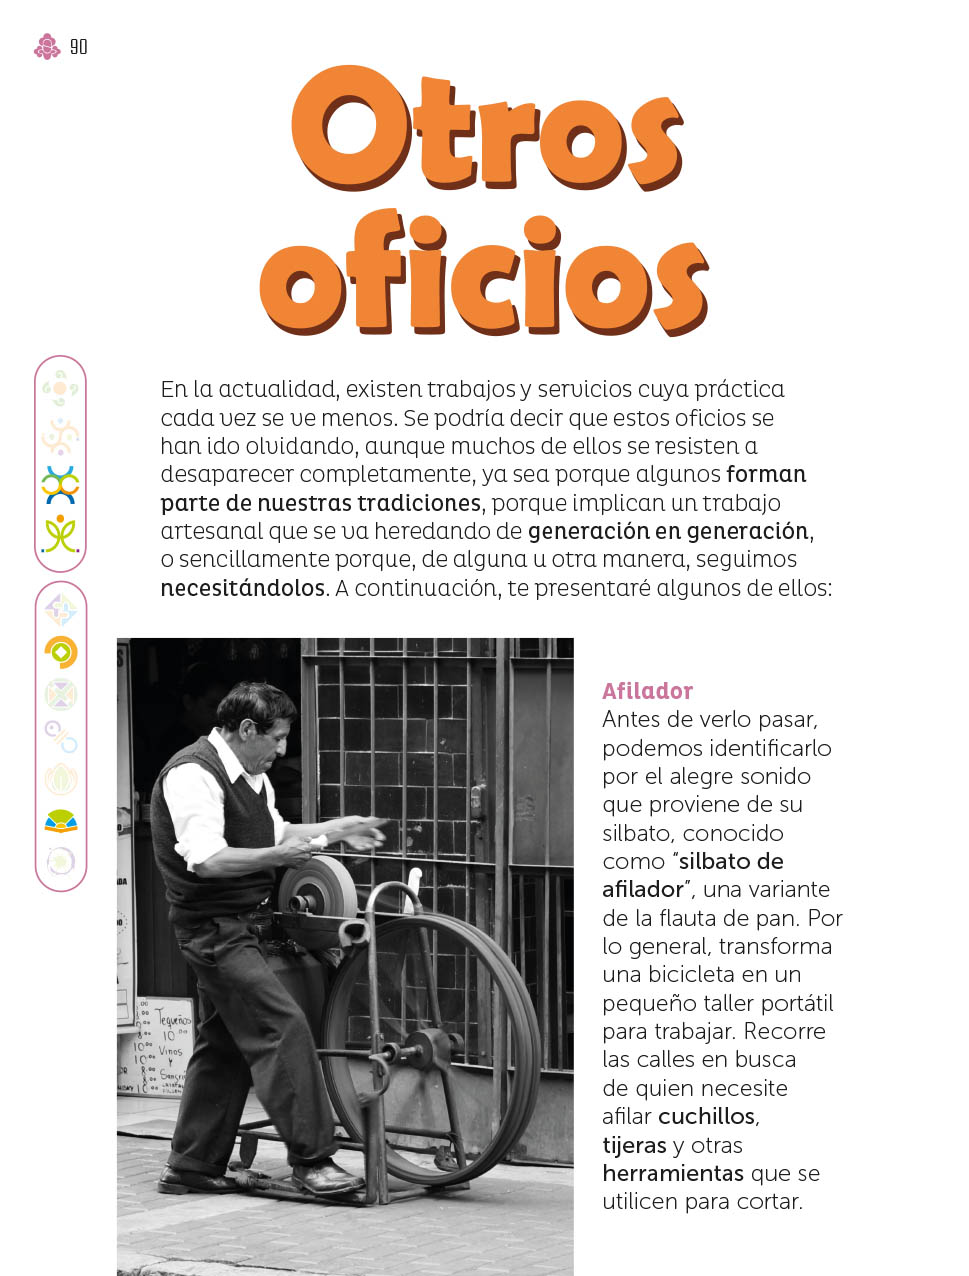 90
Otros
oficios
En la actualidad, existen trabajos y servicios cuya práctica
cada vez se ve menos. Se podría decir que estos oficios se
han ido olvidando, aunque muchos de ellos se resisten a
desaparecer completamente, ya sea porque algunos forman
parte de nuestras tradiciones, porque implican un trabajo
artesanal que se va heredando de generación en generación,
o sencillamente porque, de alguna u otra manera, seguimos
necesitándolos. A continuación, te presentaré algunos de ellos:
Afilador
Antes de verlo pasar,
podemos identificarlo
por el alegre sonido
que proviene de su
silbato, conocido
como “silbato de
afilador”, una variante
de la flauta de pan. Por
lo general, transforma
una bicicleta en un
pequeño taller portátil
para trabajar. Recorre
las calles en busca
de quien necesite
afilar cuchillos,
tijeras y otras
herramientas que se
utilicen para cortar.
Tequeños
10.00
Vinos
Y